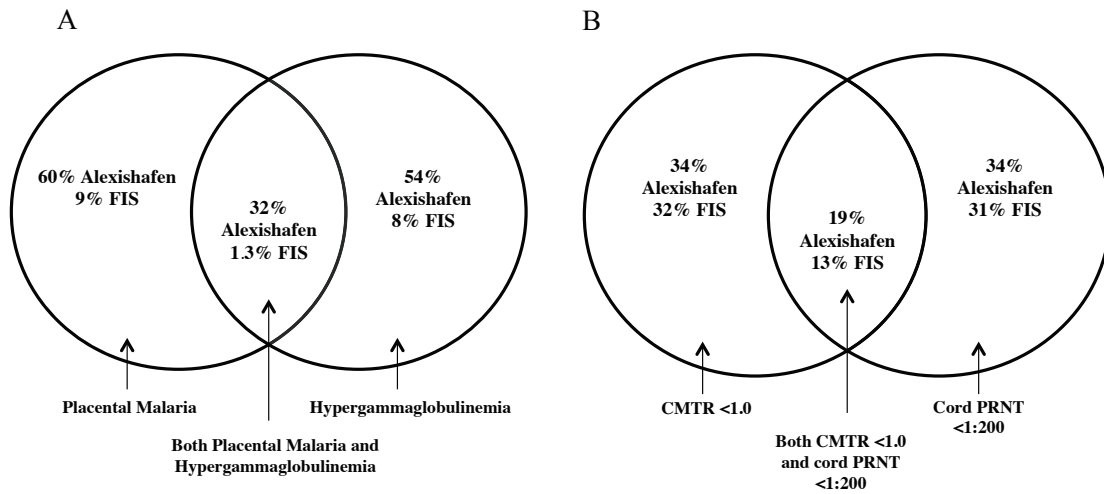 A
60% Alexishafen
9% FIS
32%
Alexishafen
1.3% FIS
54%
Alexishafen
8% FIS
Placental Malaria
Hypergammaglobulinemia
Both Placental Malaria and
Hypergammaglobulinemia
B
34%
Alexishafen
32% FIS
19%
Alexishafen
13% FIS
34%
Alexishafen
31% FIS
CMTR <1.0
Cord PRNT
<1:200
Both CMTR <1.0
and cord PRNT
<1:200